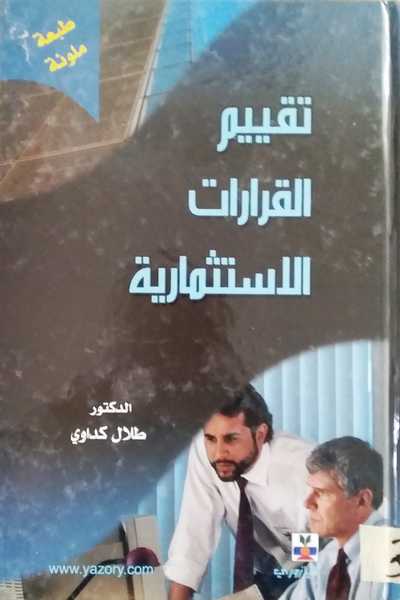 طبعة
ملونة
تقييم
القرارات
الاستثمارية
الدكتور
طلال كداوي
www.yazory.com